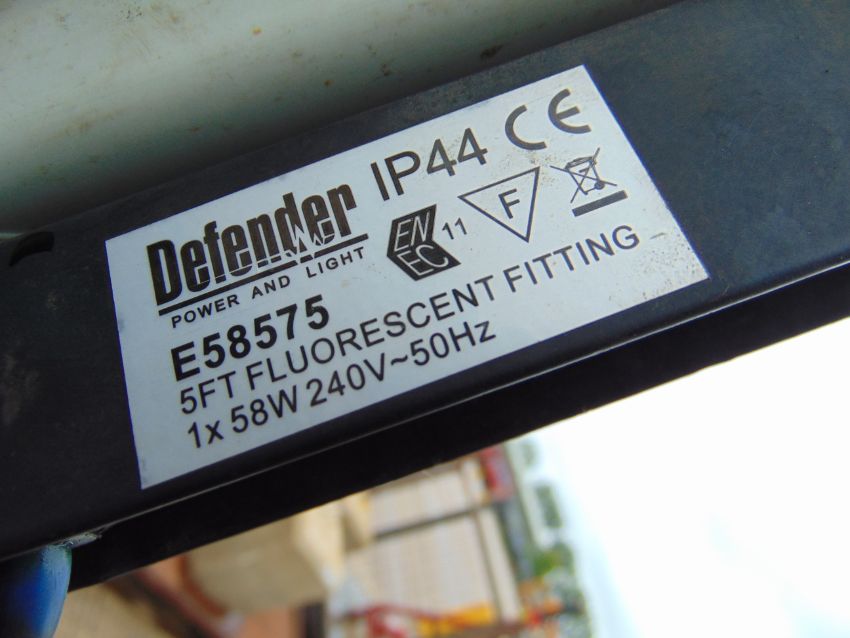 Defender IP44 CE
POWER AND LIGHT EN EC 11 F
E58575
5FT FLUORESCENT FITTING
1x 58W 240V~50Hz